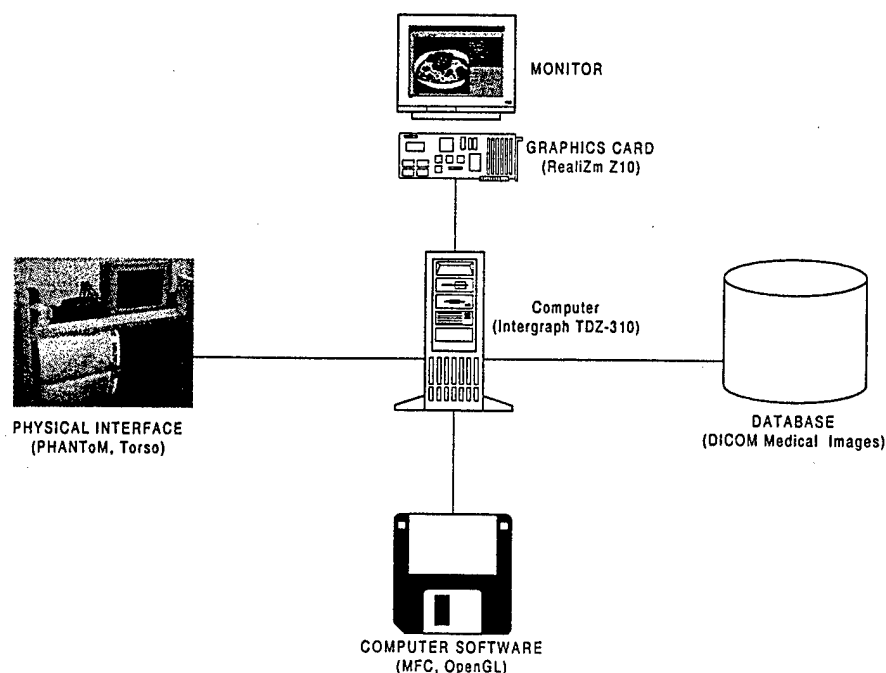 MONITOR
GRAPHICS CARD
(RealiZm Z10)
Computer
(Intergraph TDZ-310)
PHYSICAL INTERFACE
(PHANToM, Torso)
DATABASE
(DICOM Medical Images)
COMPUTER SOFTWARE
(MFC, OpenGL)